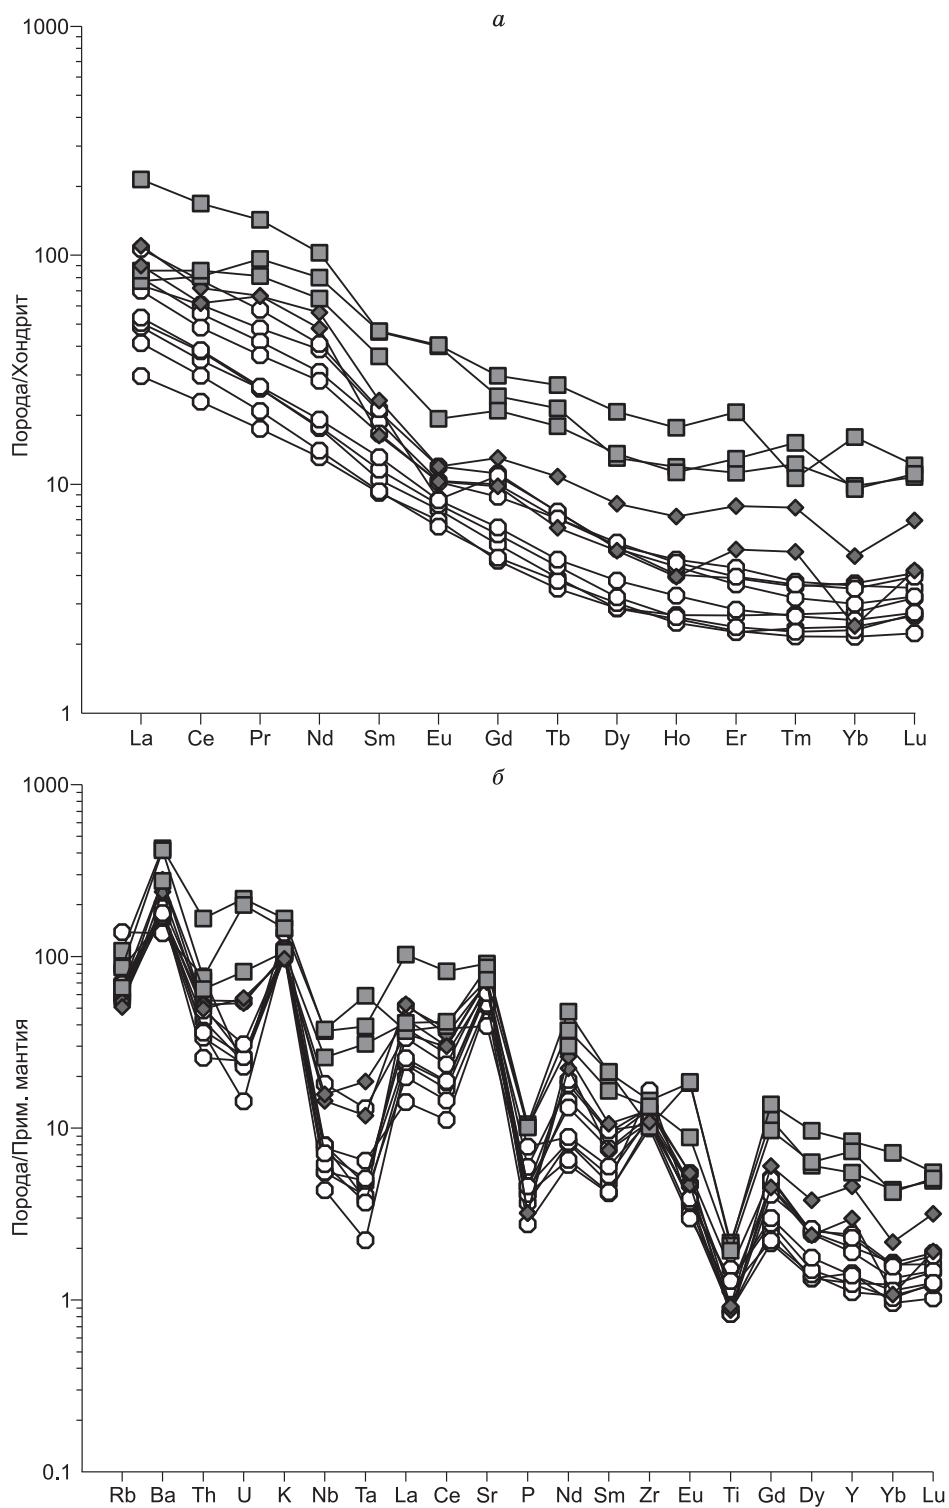 а
1000
100
10
1
Порода/Хондрит
La Ce Pr Nd Sm Eu Gd Tb Dy Ho Er Tm Yb Lu
б
1000
100
10
1
0.1
Порода/Прим. мантия
Rb Ba Th U K Nb Ta La Ce Sr P Nd Sm Zr Eu Ti Gd Dy Y Yb Lu